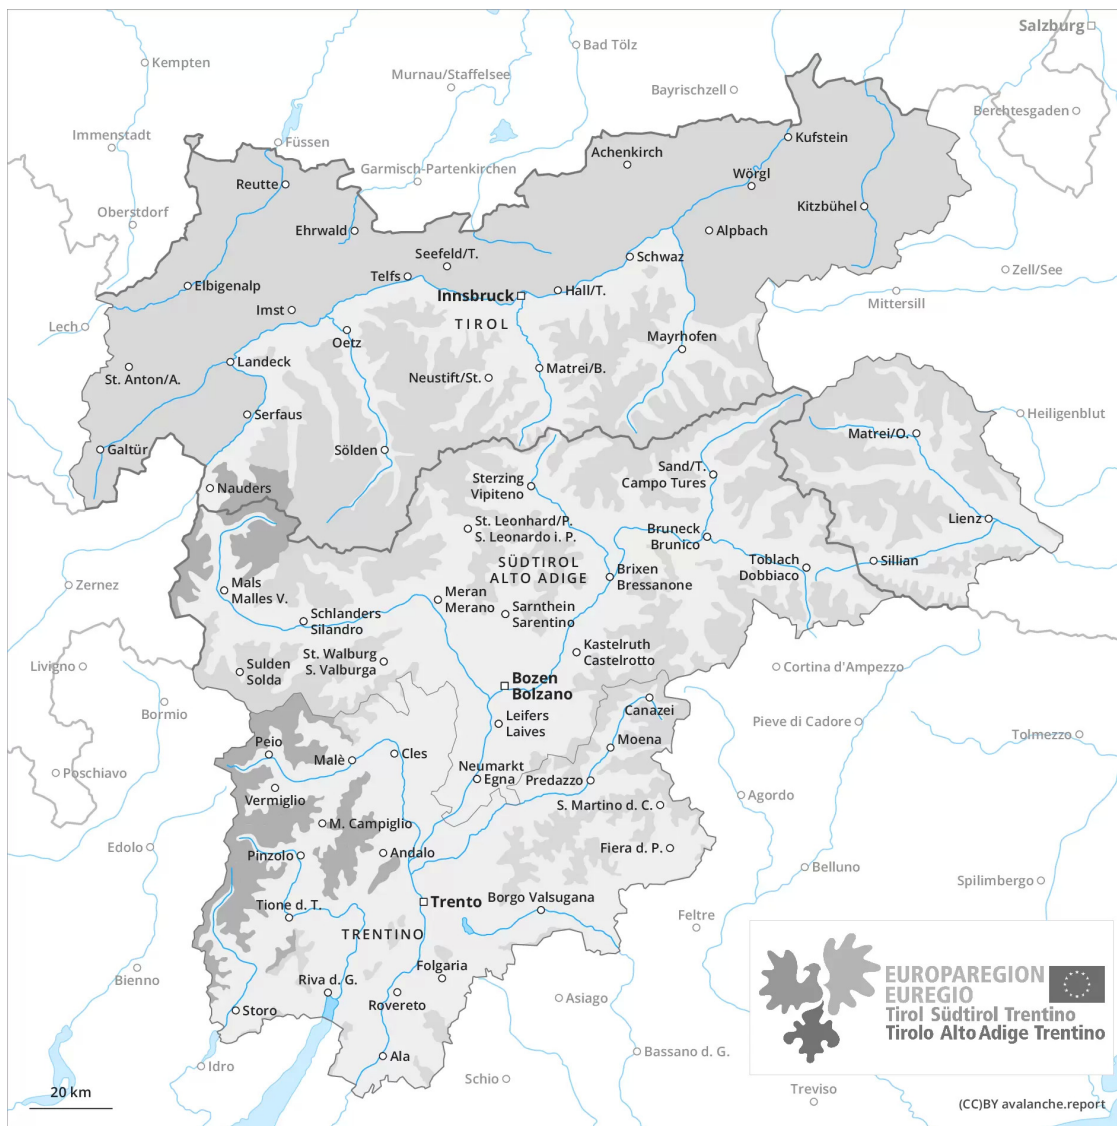 Salzburg
Bad Tölz
Kempten
Murnau/Staffelsee
Bayrischzell
Berchtesgaden
Immenstadt
Füssen
Kufstein
Achenkirch
Garmisch-Partenkirchen
Wörgl
Reutte
Oberstdorf
Kitzbühel
Ehrwald
Alpbach
Seefeld/T.
Schwaz
Zell/See
Telfs
Elbigenalp
Hall/T.
Innsbruck
Mittersill
Imst
TIROL
Lech
Oetz
Mayrhofen
Landeck
Matrei/B.
St. Anton/A.
Neustift/St.
Serfaus
Heiligenblut
Matrei/O.
Galtür
Sölden
Sand/T.
Campo Tures
Sterzing
Vipiteno
Nauders
Lienz
St. Leonhard/P.
S. Leonardo i. P.
Bruneck
Brunico
SÜDTIROL
ALTO ADIGE
Toblach
Dobbiaco
Sillian
Brixen
Bressanone
Zernez
Mals
Malles V.
Meran
Merano
Schlanders
Silandro
Sarnthein
Sarentino
Kastelruth
Castelrotto
St. Walburg
S. Valburga
Livigno
Sulden
Solda
Cortina d'Ampezzo
Bozen
Bolzano
Bormio
Canazei
Leifers
Laives
Pieve di Cadore
Tolmezzo
Peio
Moena
Malè
Cles
Poschiavo
Neumarkt
Egna
Predazzo
Vermiglio
S. Martino d. C.
Agordo
M. Campiglio
Edolo
Pinzolo
Andalo
Fiera d. P.
Belluno
Spilimbergo
Borgo Valsugana
Trento
Tione d. T.
Feltre
TRENTINO
Folgaria
Bienno
Riva d. G.
EUROPAREGION
EUREGIO
Tirol Südtirol Trentino
Tirolo Alto Adige Trentino
Asiago
Storo
Rovereto
Ala
Bassano d. G.
Idro
Schio
Treviso
20 km
(CC)BY avalanche.report